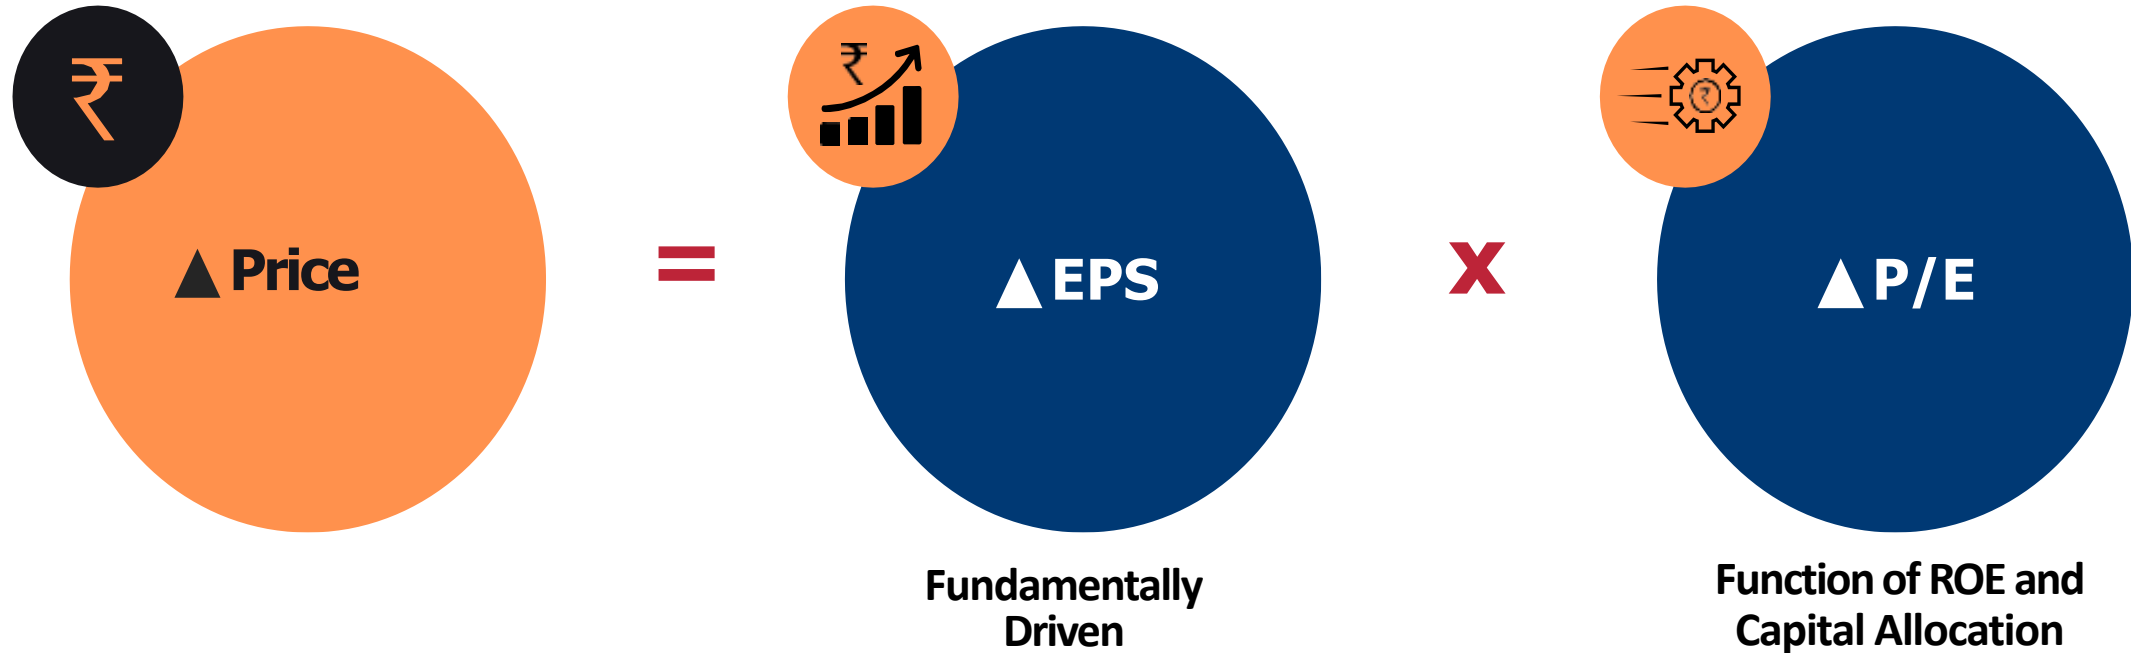 ₹
▲Price
=
₹
▲EPS
x
₹
▲P/E
Fundamentally
Driven
Function of ROE and
Capital Allocation